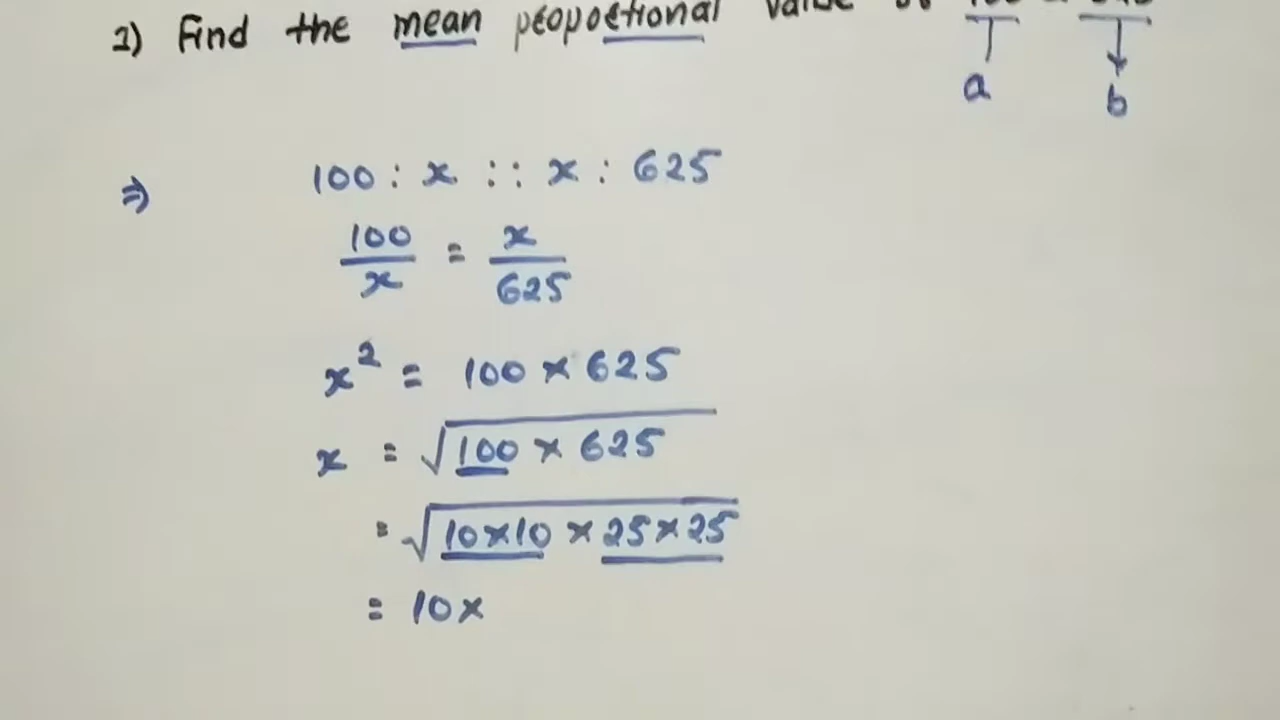 1) Find the mean proportional value of
a b
⇒ 100 : x :: x : 625
100/x = x/625
x² = 100 × 625
x = √100 × 625
= √10×10 × 25×25
= 10×